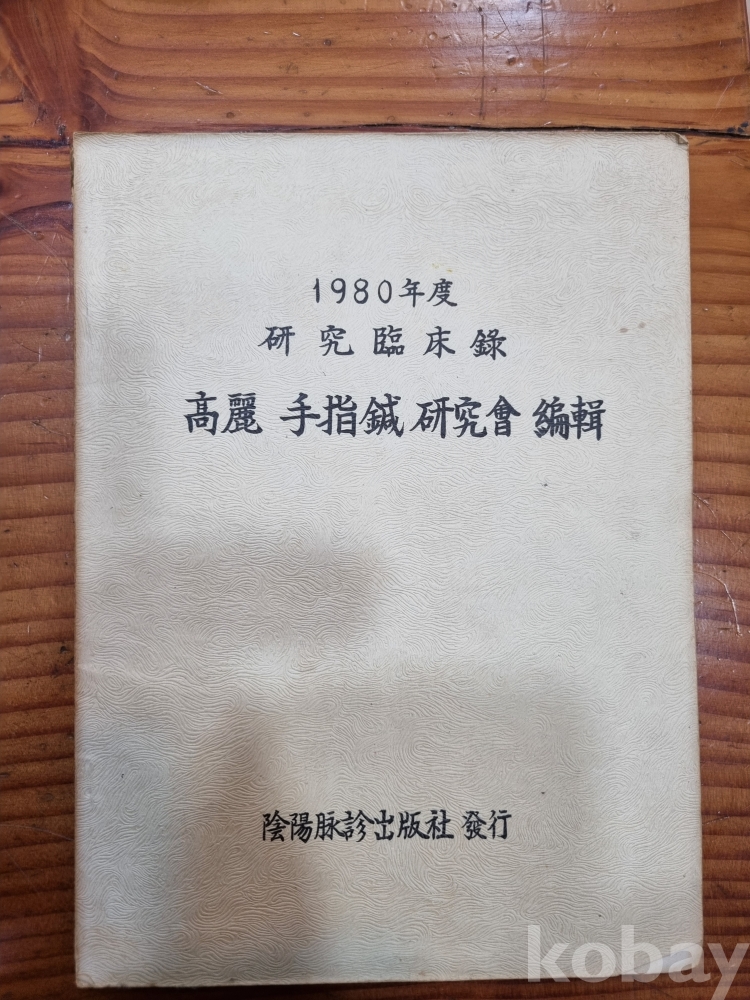 1980年度
研究臨床錄
高麗 手指鍼 硏究會 編輯
陰陽脉診出版社 發行
kobay